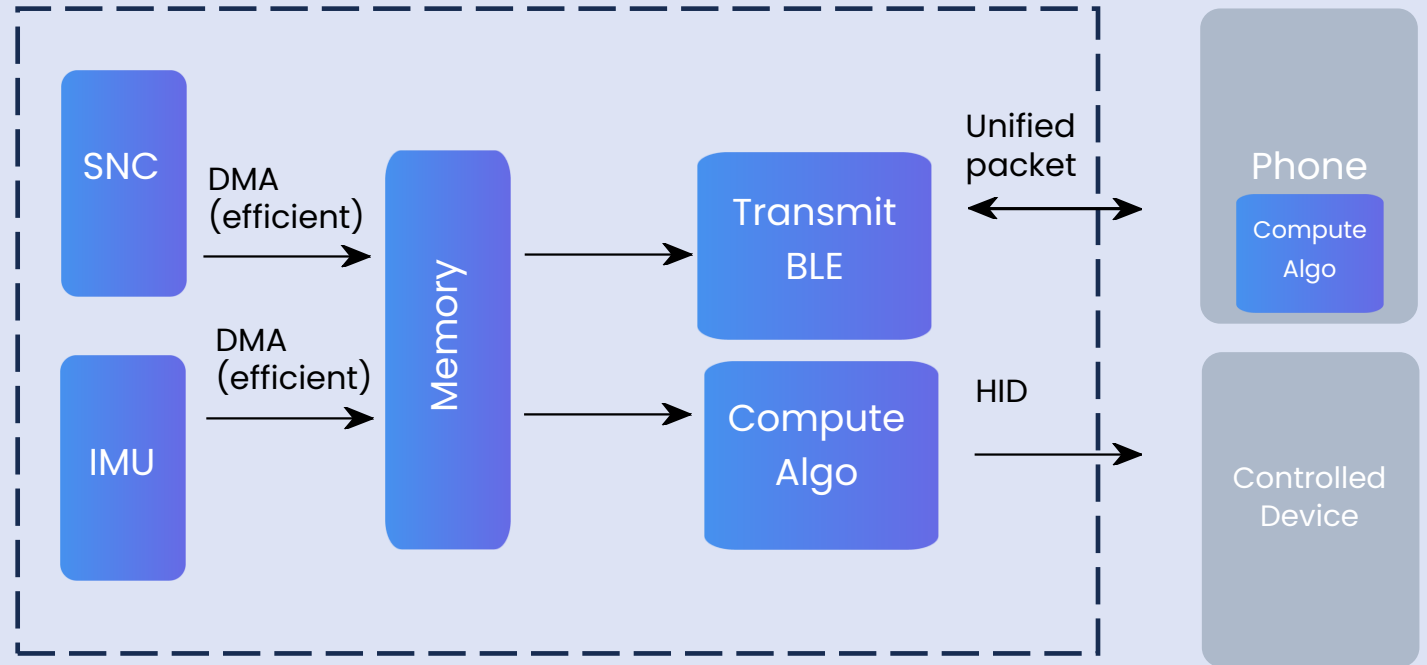 SNC
DMA
(efficient)
IMU
DMA
(efficient)
Memory
Transmit
BLE
Compute
Algo
Unified
packet
HID
Phone
Compute
Algo
Controlled
Device